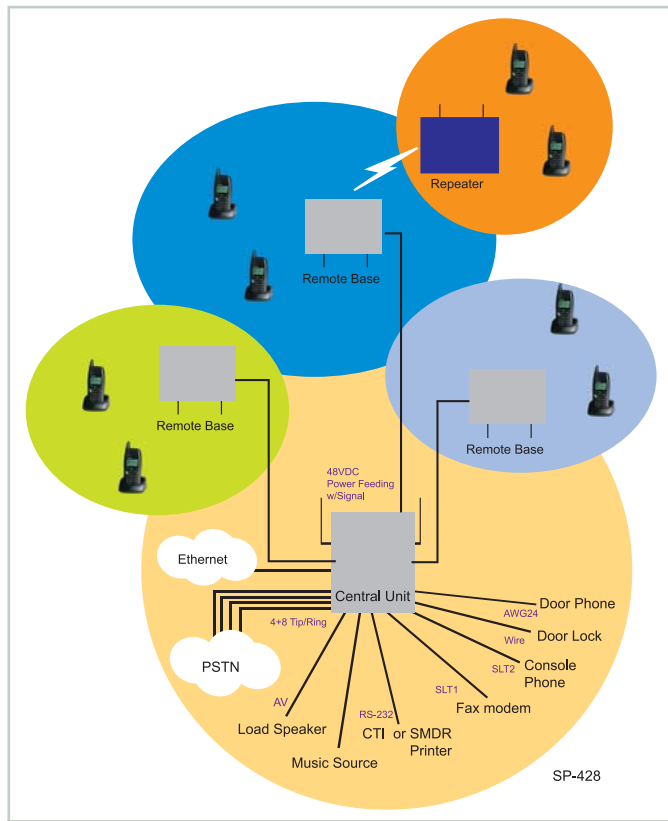 Repeater
Remote Base
Remote Base
Remote Base
48VDC
Power Feeding
w/Signal
Ethernet
Central Unit
Door Phone
AWG24
4+8 Tip/Ring
Wire
Door Lock
PSTN
SLT2
Console
Phone
SLT1
Fax modem
AV
Load Speaker
RS-232
CTI or SMDR
Printer
Music Source
SP-428